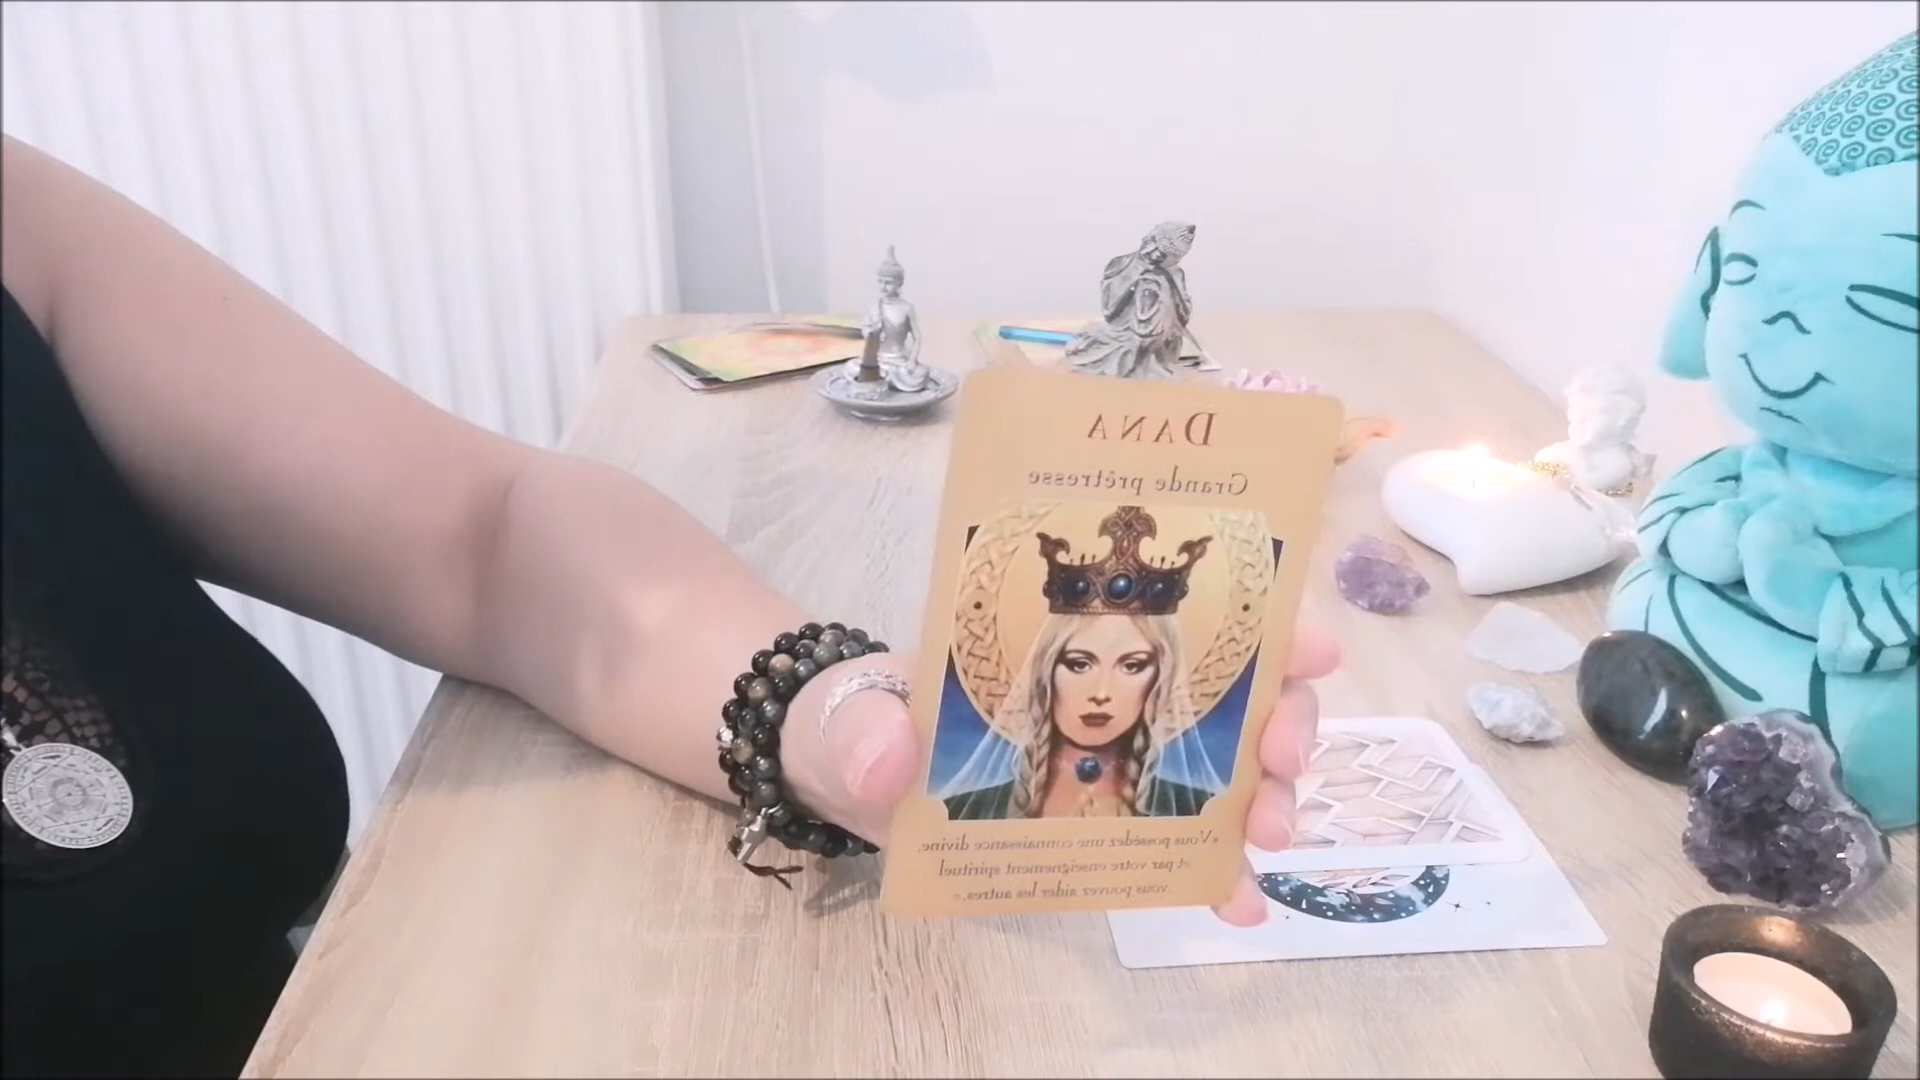 DANA
Grande prêtresse
«Vous possédez une connaissance divine,
et par votre enseignement spirituel
vous pouvez aider les autres.»